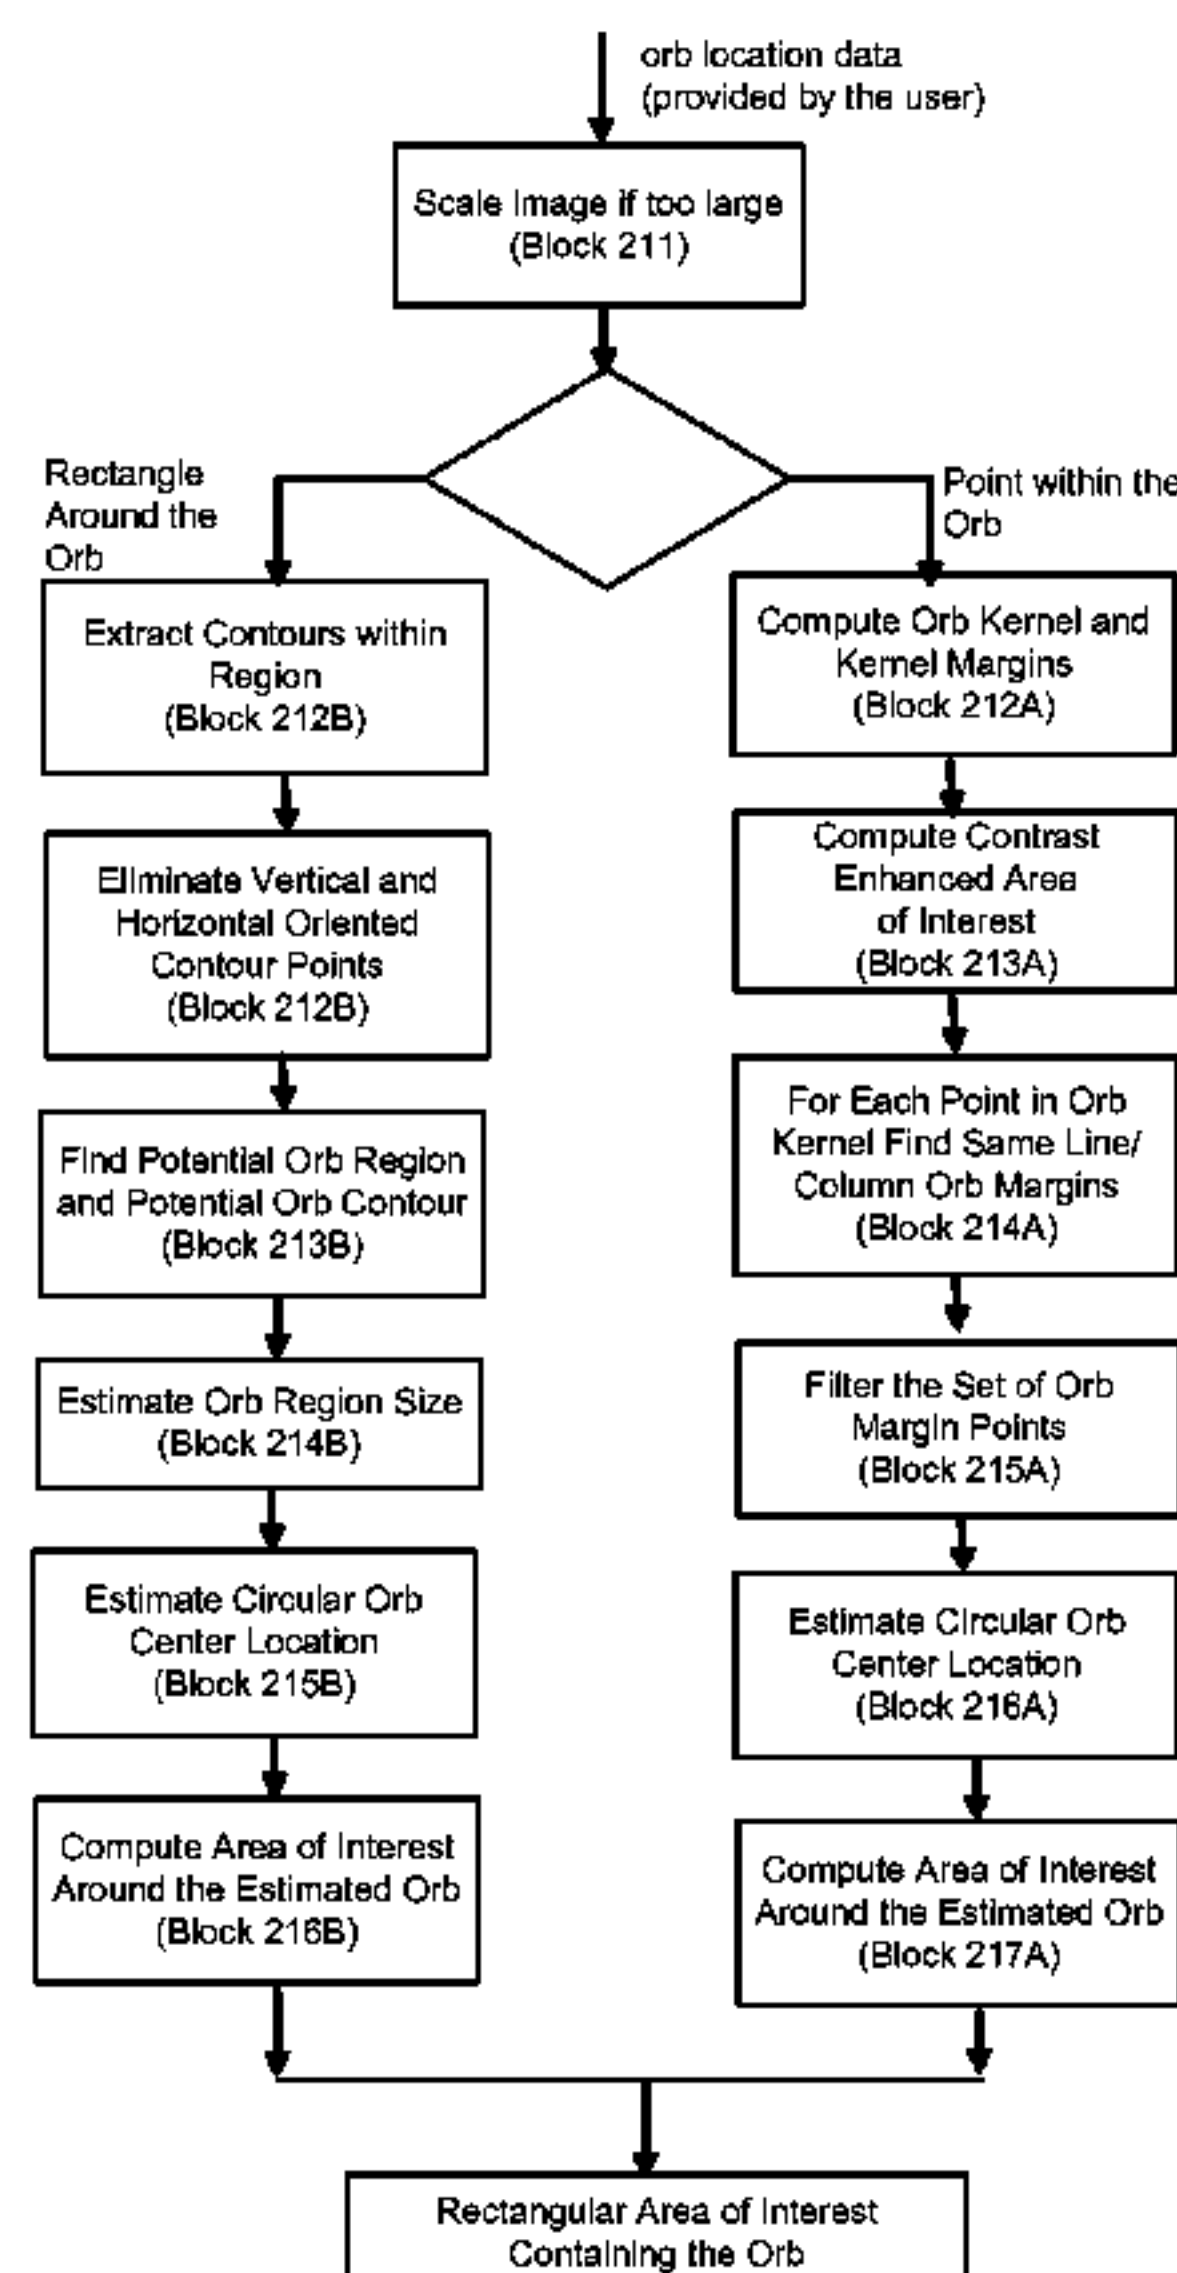 orb location data
(provided by the user)
Scale Image if too large
(Block 211)
Rectangle
Around the
Orb
Point within the
Orb
Extract Contours within
Region
(Block 212B)
Eliminate Vertical and
Horizontal Oriented
Contour Points
(Block 212B)
Find Potential Orb Region
and Potential Orb Contour
(Block 213B)
Estimate Orb Region Size
(Block 214B)
Estimate Circular Orb
Center Location
(Block 215B)
Compute Area of Interest
Around the Estimated Orb
(Block 216B)
Compute Orb Kernel and
Kernel Margins
(Block 212A)
Compute Contrast
Enhanced Area
of Interest
(Block 213A)
For Each Point in Orb
Kernel Find Same Line/
Column Orb Margins
(Block 214A)
Filter the Set of Orb
Margin Points
(Block 215A)
Estimate Circular Orb
Center Location
(Block 216A)
Compute Area of Interest
Around the Estimated Orb
(Block 217A)
Rectangular Area of Interest
Containing the Orb